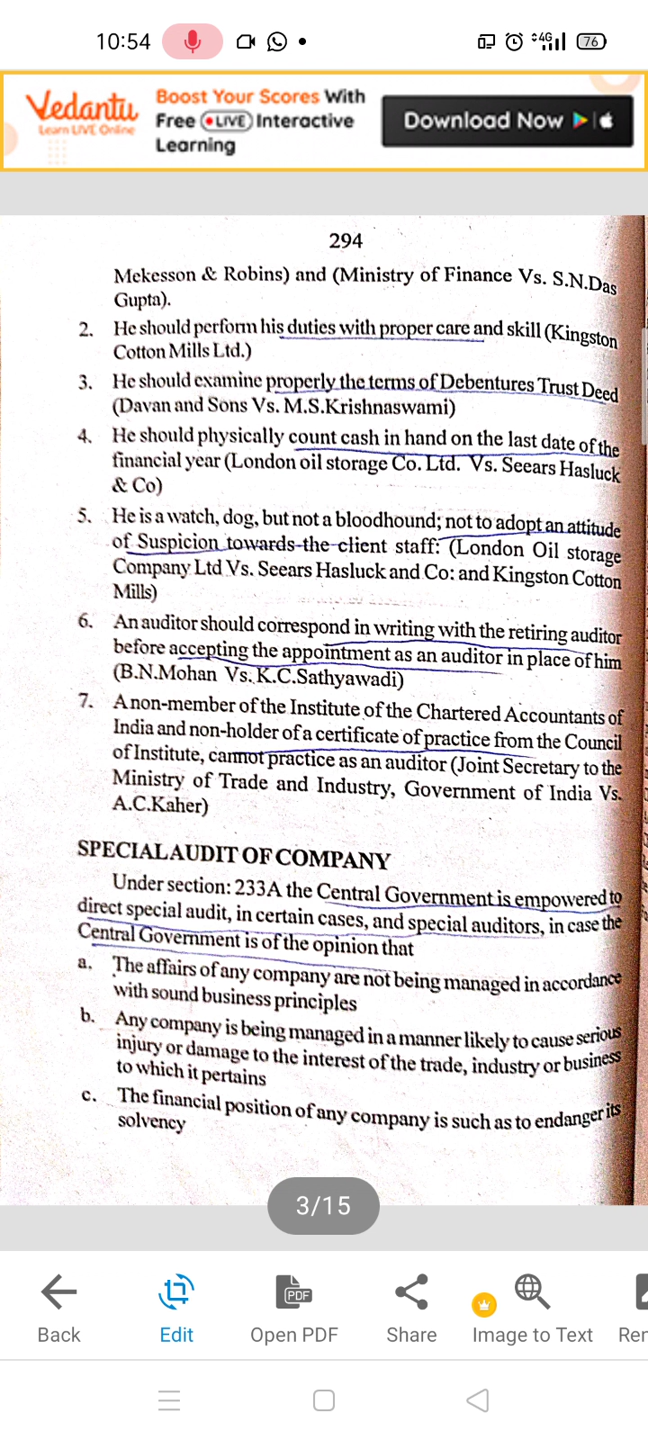 10:54
4G
76
Vedantu
Learn LIVE Online
Boost Your Scores With
Free LIVE Interactive
Learning
Download Now
294
Mekesson & Robins) and (Ministry of Finance Vs. S.N.Das
Gupta).
2. He should perform his duties with proper care and skill (Kingston
Cotton Mills Ltd.)
3. He should examine properly the terms of Debentures Trust Deed
(Davan and Sons Vs. M.S.Krishnaswami)
4. He should physically count cash in hand on the last date of the
financial year (London oil storage Co. Ltd. Vs. Seears Hasluck
& Co)
5. He is a watch, dog, but not a bloodhound; not to adopt an attitude
of Suspicion towards the client staff: (London Oil storage
Company Ltd Vs. Seears Hasluck and Co: and Kingston Cotton
Mills)
6. An auditor should correspond in writing with the retiring auditor
before accepting the appointment as an auditor in place of him
(B.N.Mohan Vs. K.C.Sathyawadi)
7. A non-member of the Institute of the Chartered Accountants of
India and non-holder of a certificate of practice from the Council
of Institute, cannot practice as an auditor (Joint Secretary to the
Ministry of Trade and Industry, Government of India Vs.
A.C.Kaher)
SPECIAL AUDIT OF COMPANY
Under section: 233A the Central Government is empowered to
direct special audit, in certain cases, and special auditors, in case the
Central Government is of the opinion that
a. The affairs of any company are not being managed in accordance
with sound business principles
b. Any company is being managed in a manner likely to cause serious
injury or damage to the interest of the trade, industry or business
to which it pertains
c. The financial position of any company is such as to endanger its
solvency
3/15
PDF
Back Edit Open PDF Share Image to Text Rer